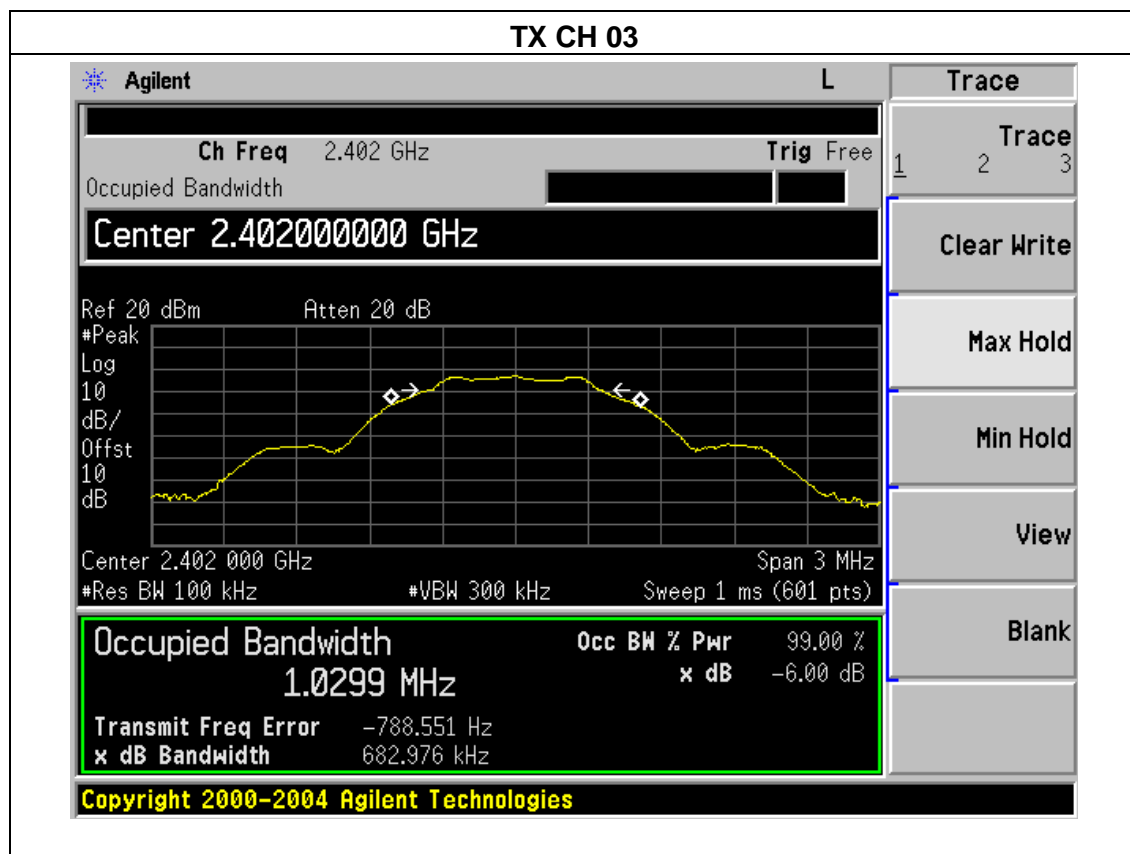 TX CH 03
Agilent L Trace
Ch Freq 2.402 GHz Trig Free
Occupied Bandwidth
Center 2.402000000 GHz
Ref 20 dBm Atten 20 dB
#Peak
Log
10
dB/
Offst
10
dB
Center 2.402 000 GHz Span 3 MHz
#Res BW 100 kHz #VBW 300 kHz Sweep 1 ms (601 pts)
Occupied Bandwidth Occ BW % Pwr 99.00 %
1.0299 MHz x dB -6.00 dB
Transmit Freq Error -788.551 Hz
x dB Bandwidth 682.976 kHz
Copyright 2000-2004 Agilent Technologies
Trace
1 2 3
Clear Write
Max Hold
Min Hold
View
Blank